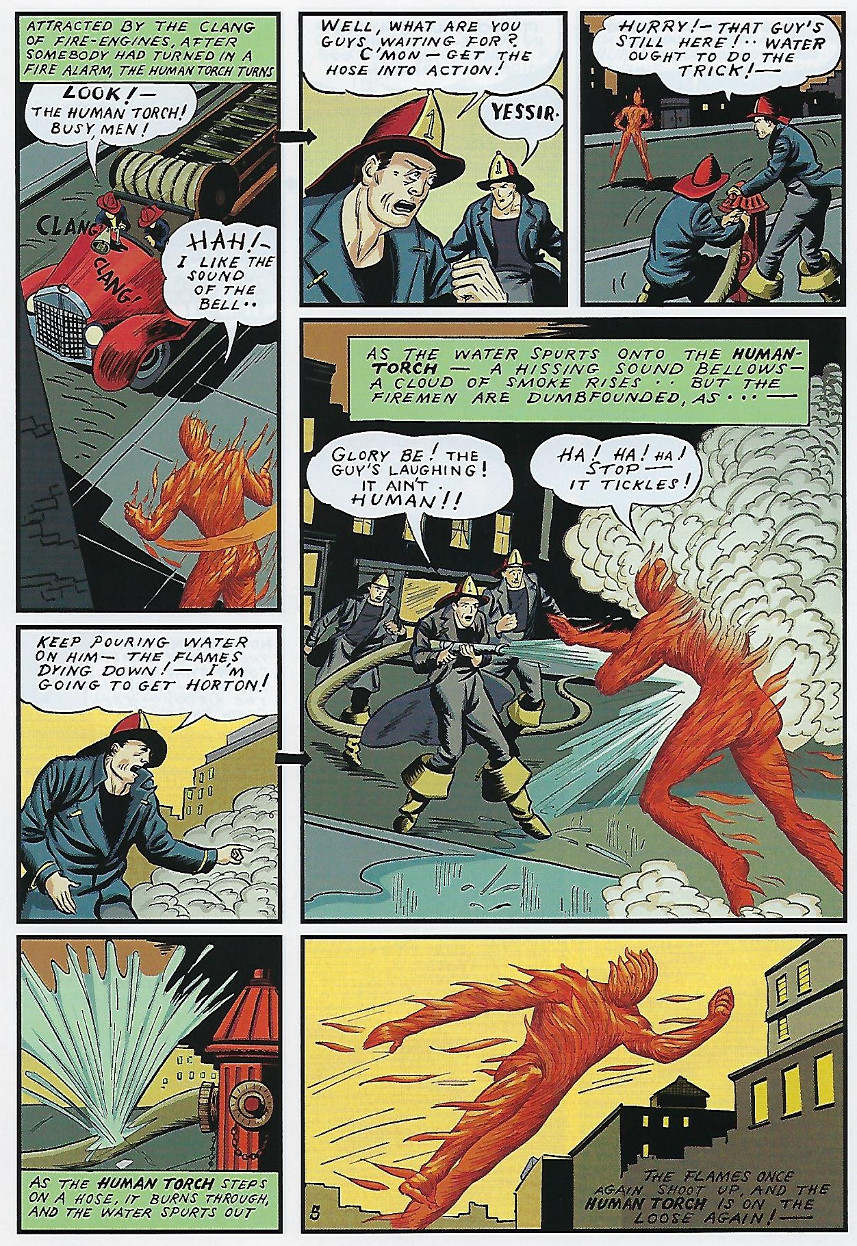 ATTRACTED BY THE CLANG
OF FIRE-ENGINES, AFTER
SOMEBODY HAD TURNED IN A
FIRE ALARM, THE HUMAN TORCH TURNS
LOOK!—
THE HUMAN TORCH!
BUSY, MEN!
CLANG!
CLANG!
HAH!—
I LIKE THE
SOUND
OF THE
BELL··
WELL, WHAT ARE YOU
GUYS WAITING FOR?
C'MON — GET THE
HOSE INTO ACTION!
1
YESSIR.
1
HURRY!— THAT GUY'S
STILL HERE!·· WATER
OUGHT TO DO THE
TRICK!—
AS THE WATER SPURTS ONTO THE HUMAN-
TORCH — A HISSING SOUND BELLOWS—
A CLOUD OF SMOKE RISES ·· BUT THE
FIREMEN ARE DUMBFOUNDED, AS ··· —
GLORY BE! THE
GUY'S LAUGHING!
IT AIN'T
HUMAN!!
HA! HA! HA!
STOP —
IT TICKLES!
KEEP POURING WATER
ON HIM— THE FLAMES
DYING DOWN!— I'M
GOING TO GET HORTON!
AS THE HUMAN TORCH STEPS
ON A HOSE, IT BURNS THROUGH,
AND THE WATER SPURTS OUT
THE FLAMES ONCE
AGAIN SHOOT UP, AND THE
HUMAN TORCH IS ON THE
LOOSE AGAIN!—
5